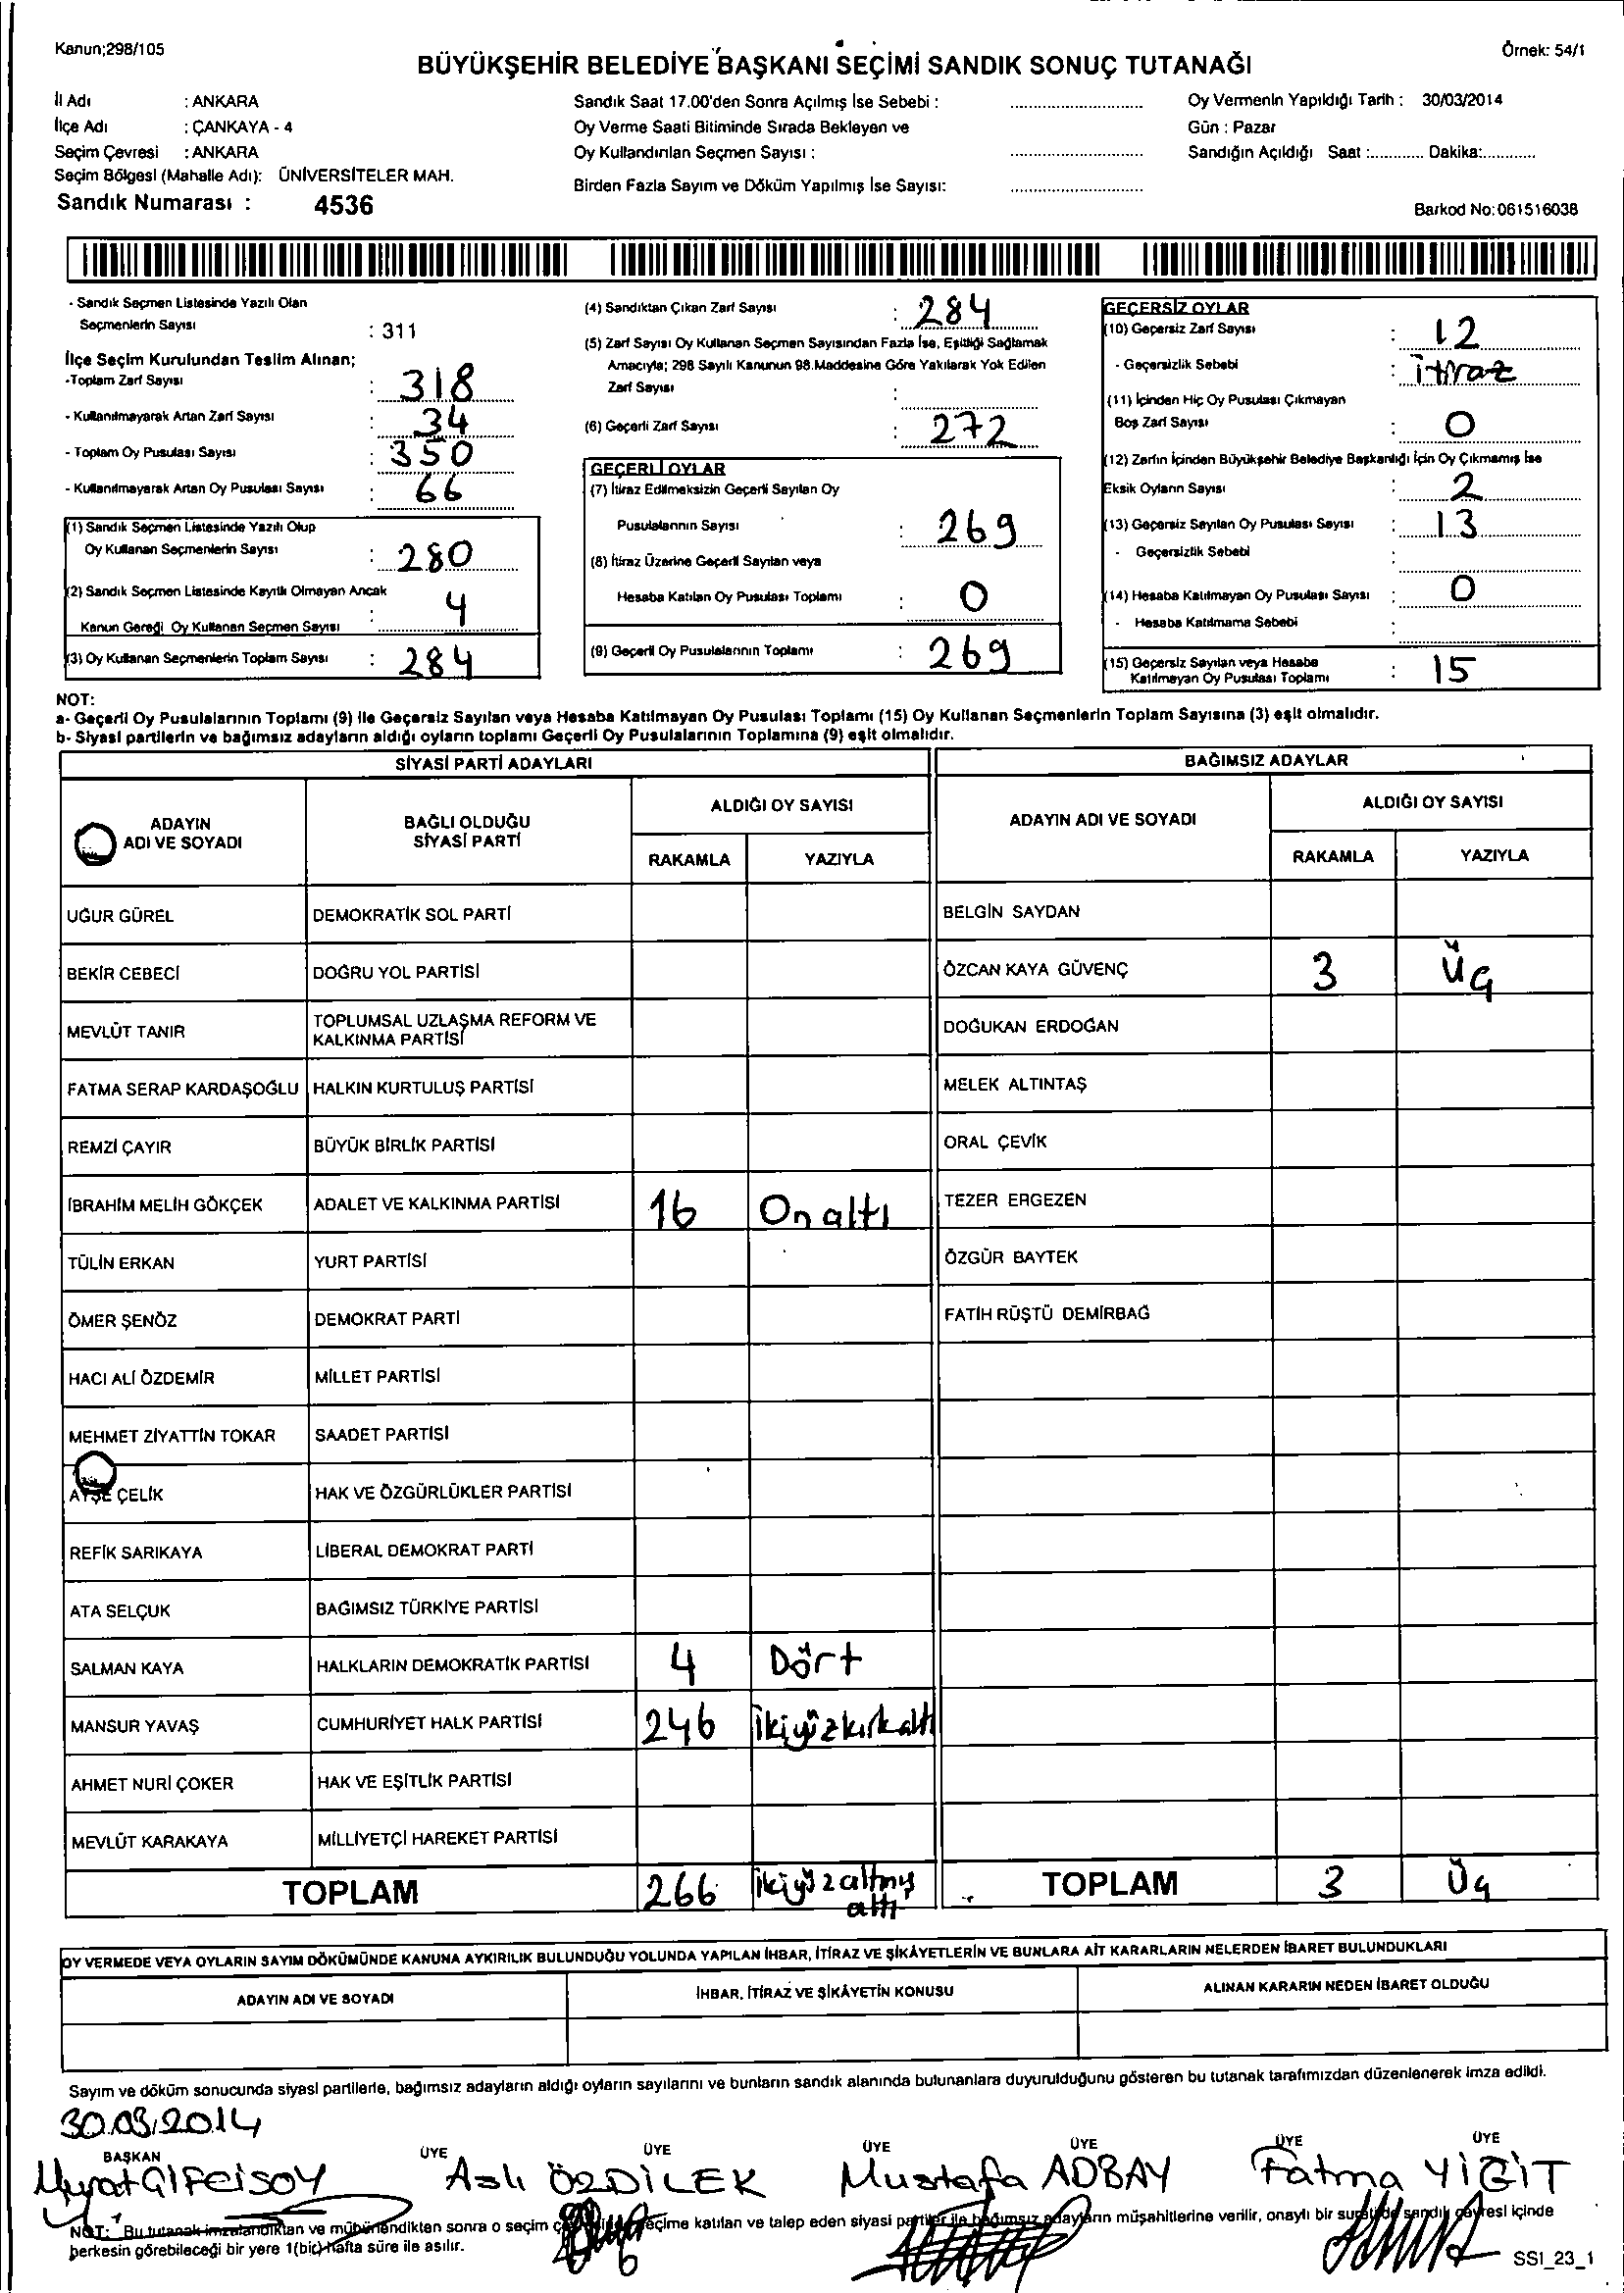 Kanun;298/105
Örnek: 54/1
BÜYÜKŞEHİR BELEDİYE BAŞKANI SEÇİMİ SANDIK SONUÇ TUTANAĞI
İl Adı : ANKARA
İlçe Adı : ÇANKAYA - 4
Seçim Çevresi : ANKARA
Seçim Bölgesi (Mahalle Adı): ÜNİVERSİTELER MAH.
Sandık Numarası : 4536
Sandık Saat 17.00'den Sonra Açılmış İse Sebebi :
Oy Verme Saati Bitiminde Sırada Bekleyen ve
Oy Kullandırılan Seçmen Sayısı :
Birden Fazla Sayım ve Döküm Yapılmış İse Sayısı:
Oy Vermenin Yapıldığı Tarih : 30/03/2014
Gün : Pazar
Sandığın Açıldığı Saat :............ Dakika:............
Barkod No:061516038
- Sandık Seçmen Listesinde Yazılı Olan
Seçmenlerin Sayısı : 311
İlçe Seçim Kurulundan Teslim Alınan;
-Toplam Zarf Sayısı : 318
- Kullanılmayarak Artan Zarf Sayısı : 34
- Toplam Oy Pusulası Sayısı : 350
- Kullanılmayarak Artan Oy Pusulası Sayısı : 66
(1) Sandık Seçmen Listesinde Yazılı Olup
Oy Kullanan Seçmenlerin Sayısı : 280
(2) Sandık Seçmen Listesinde Kayıtlı Olmayan Ancak
Kanun Gereği Oy Kullanan Seçmen Sayısı : 4
(3) Oy Kullanan Seçmenlerin Toplam Sayısı : 284
(4) Sandıktan Çıkan Zarf Sayısı : 284
(5) Zarf Sayısı Oy Kullanan Seçmen Sayısından Fazla İse, Eşitliği Sağlamak
Amacıyla; 298 Sayılı Kanunun 98.Maddesine Göre Yakılarak Yok Edilen
Zarf Sayısı :
(6) Geçerli Zarf Sayısı : 272
GEÇERLİ OYLAR
(7) İtiraz Edilmeksizin Geçerli Sayılan Oy
Pusulalarının Sayısı : 269
(8) İtiraz Üzerine Geçerli Sayılan veya
Hesaba Katılan Oy Pusulası Toplamı : 0
(9) Geçerli Oy Pusulalarının Toplamı : 269
GEÇERSİZ OYLAR
(10) Geçersiz Zarf Sayısı : 12
- Geçersizlik Sebebi : itiraz
(11) İçinden Hiç Oy Pusulası Çıkmayan
Boş Zarf Sayısı : 0
(12) Zarfın İçinden Büyükşehir Belediye Başkanlığı İçin Oy Çıkmamış İse
Eksik Oyların Sayısı : 2
(13) Geçersiz Sayılan Oy Pusulası Sayısı : 13
- Geçersizlik Sebebi :
(14) Hesaba Katılmayan Oy Pusulası Sayısı : 0
- Hesaba Katılmama Sebebi :
(15) Geçersiz Sayılan veya Hesaba
Katılmayan Oy Pusulası Toplamı : 15
NOT:
a- Geçerli Oy Pusulalarının Toplamı (9) ile Geçersiz Sayılan veya Hesaba Katılmayan Oy Pusulası Toplamı (15) Oy Kullanan Seçmenlerin Toplam Sayısına (3) eşit olmalıdır.
b- Siyasi partilerin ve bağımsız adayların aldığı oyların toplamı Geçerli Oy Pusulalarının Toplamına (9) eşit olmalıdır.
SİYASİ PARTİ ADAYLARI
ADAYIN
ADI VE SOYADI
BAĞLI OLDUĞU
SİYASİ PARTİ
ALDIĞI OY SAYISI
RAKAMLA YAZIYLA
UĞUR GÜREL DEMOKRATİK SOL PARTİ
BEKİR CEBECİ DOĞRU YOL PARTİSİ
MEVLÜT TANIR TOPLUMSAL UZLAŞMA REFORM VE
KALKINMA PARTİSİ
FATMA SERAP KARDAŞOĞLU HALKIN KURTULUŞ PARTİSİ
REMZİ ÇAYIR BÜYÜK BİRLİK PARTİSİ
İBRAHİM MELİH GÖKÇEK ADALET VE KALKINMA PARTİSİ 16 On altı
TÜLİN ERKAN YURT PARTİSİ
ÖMER ŞENÖZ DEMOKRAT PARTİ
HACI ALİ ÖZDEMİR MİLLET PARTİSİ
MEHMET ZİYATTİN TOKAR SAADET PARTİSİ
AYŞE ÇELİK HAK VE ÖZGÜRLÜKLER PARTİSİ
REFİK SARIKAYA LİBERAL DEMOKRAT PARTİ
ATA SELÇUK BAĞIMSIZ TÜRKİYE PARTİSİ
SALMAN KAYA HALKLARIN DEMOKRATİK PARTİSİ 4 Dört
MANSUR YAVAŞ CUMHURİYET HALK PARTİSİ 246 İkiyüzkırkaltı
AHMET NURİ ÇOKER HAK VE EŞİTLİK PARTİSİ
MEVLÜT KARAKAYA MİLLİYETÇİ HAREKET PARTİSİ
TOPLAM 266 ikiyüzaltmış
altı
BAĞIMSIZ ADAYLAR
ADAYIN ADI VE SOYADI
ALDIĞI OY SAYISI
RAKAMLA YAZIYLA
BELGİN SAYDAN
ÖZCAN KAYA GÜVENÇ 3 Üç
DOĞUKAN ERDOĞAN
MELEK ALTINTAŞ
ORAL ÇEVİK
TEZER ERGEZEN
ÖZGÜR BAYTEK
FATİH RÜŞTÜ DEMİRBAĞ
TOPLAM 3 Üç
OY VERMEDE VEYA OYLARIN SAYIM DÖKÜMÜNDE KANUNA AYKIRILIK BULUNDUĞU YOLUNDA YAPILAN İHBAR, İTİRAZ VE ŞİKÂYETLERİN VE BUNLARA AİT KARARLARIN NELERDEN İBARET BULUNDUKLARI
ADAYIN ADI VE SOYADI İHBAR, İTİRAZ VE ŞİKÂYETİN KONUSU ALINAN KARARIN NEDEN İBARET OLDUĞU
Sayım ve döküm sonucunda siyasi partilerle, bağımsız adayların aldığı oyların sayılarını ve bunların sandık alanında bulunanlara duyurulduğunu gösteren bu tutanak tarafımızdan düzenlenerek imza edildi.
30.03.2014
BAŞKAN ÜYE ÜYE ÜYE ÜYE ÜYE ÜYE
Murat Aslı ÖZDİLEK Mustafa ADBAY Fatma YİĞİT
NOT: Bu tutanak imzalandıktan ve mühürlendikten sonra o seçim seçime katılan ve talep eden siyasi partiler ile bağımsız adayların müşahitlerine verilir, onaylı bir sureti de sandık çevresi içinde
herkesin görebileceği bir yere 1(bir) hafta süre ile asılır.
SSI_23_1